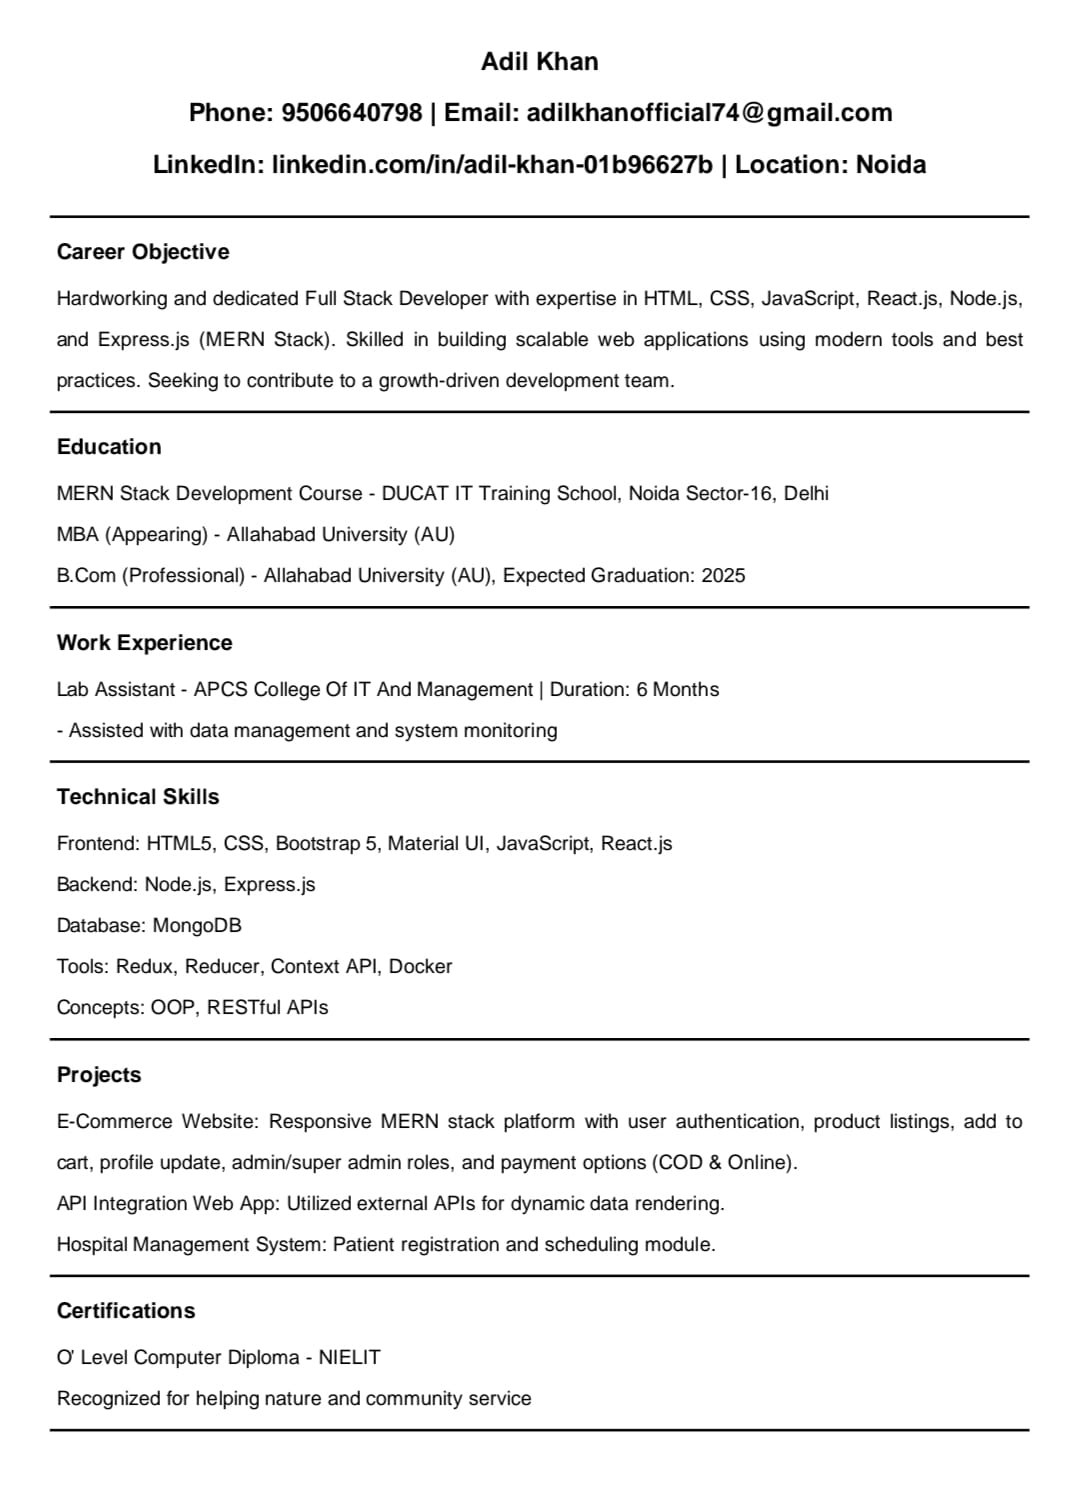 Adil Khan
Phone: 9506640798 | Email: adilkhanofficial74@gmail.com
LinkedIn: linkedin.com/in/adil-khan-01b96627b | Location: Noida
Career Objective
Hardworking and dedicated Full Stack Developer with expertise in HTML, CSS, JavaScript, React.js, Node.js,
and Express.js (MERN Stack). Skilled in building scalable web applications using modern tools and best
practices. Seeking to contribute to a growth-driven development team.
Education
MERN Stack Development Course - DUCAT IT Training School, Noida Sector-16, Delhi
MBA (Appearing) - Allahabad University (AU)
B.Com (Professional) - Allahabad University (AU), Expected Graduation: 2025
Work Experience
Lab Assistant - APCS College Of IT And Management | Duration: 6 Months
- Assisted with data management and system monitoring
Technical Skills
Frontend: HTML5, CSS, Bootstrap 5, Material UI, JavaScript, React.js
Backend: Node.js, Express.js
Database: MongoDB
Tools: Redux, Reducer, Context API, Docker
Concepts: OOP, RESTful APIs
Projects
E-Commerce Website: Responsive MERN stack platform with user authentication, product listings, add to
cart, profile update, admin/super admin roles, and payment options (COD & Online).
API Integration Web App: Utilized external APIs for dynamic data rendering.
Hospital Management System: Patient registration and scheduling module.
Certifications
O' Level Computer Diploma - NIELIT
Recognized for helping nature and community service